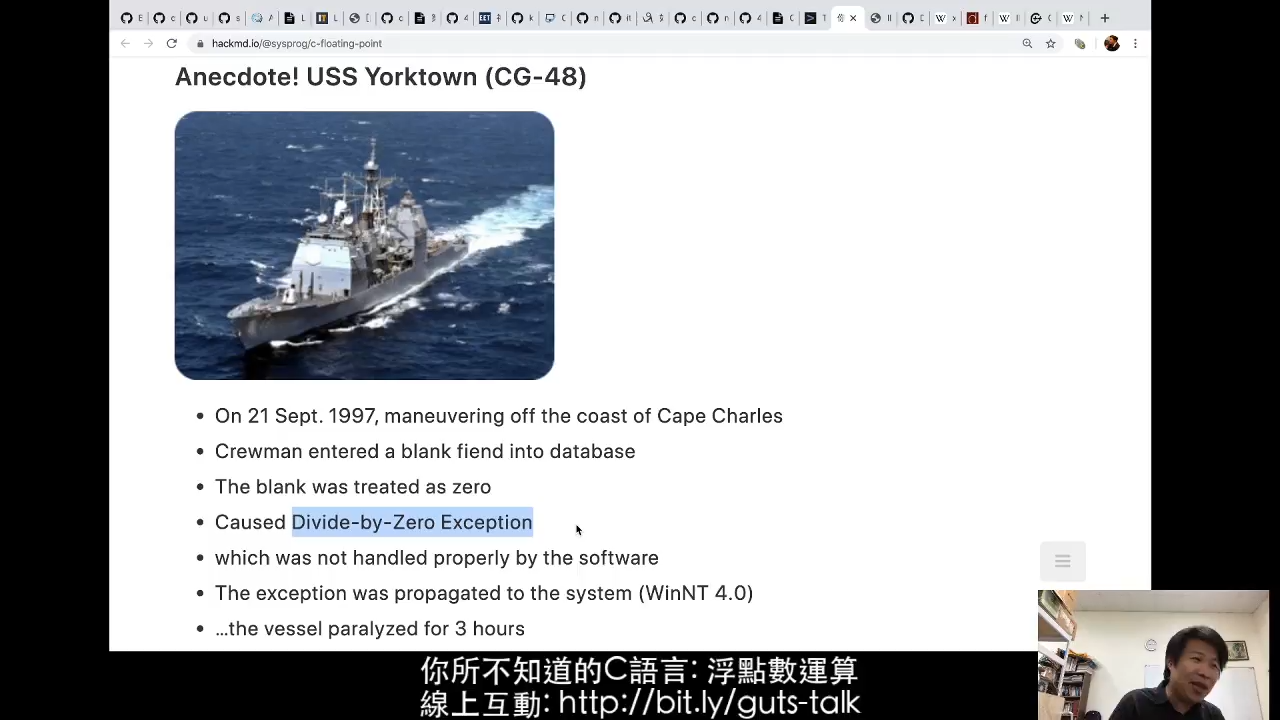 hackmd.io/@sysprog/c-floating-point
Anecdote! USS Yorktown (CG-48)
• On 21 Sept. 1997, maneuvering off the coast of Cape Charles
• Crewman entered a blank fiend into database
• The blank was treated as zero
• Caused Divide-by-Zero Exception
• which was not handled properly by the software
• The exception was propagated to the system (WinNT 4.0)
• ...the vessel paralyzed for 3 hours
你所不知道的C語言: 浮點數運算
線上互動: http://bit.ly/guts-talk